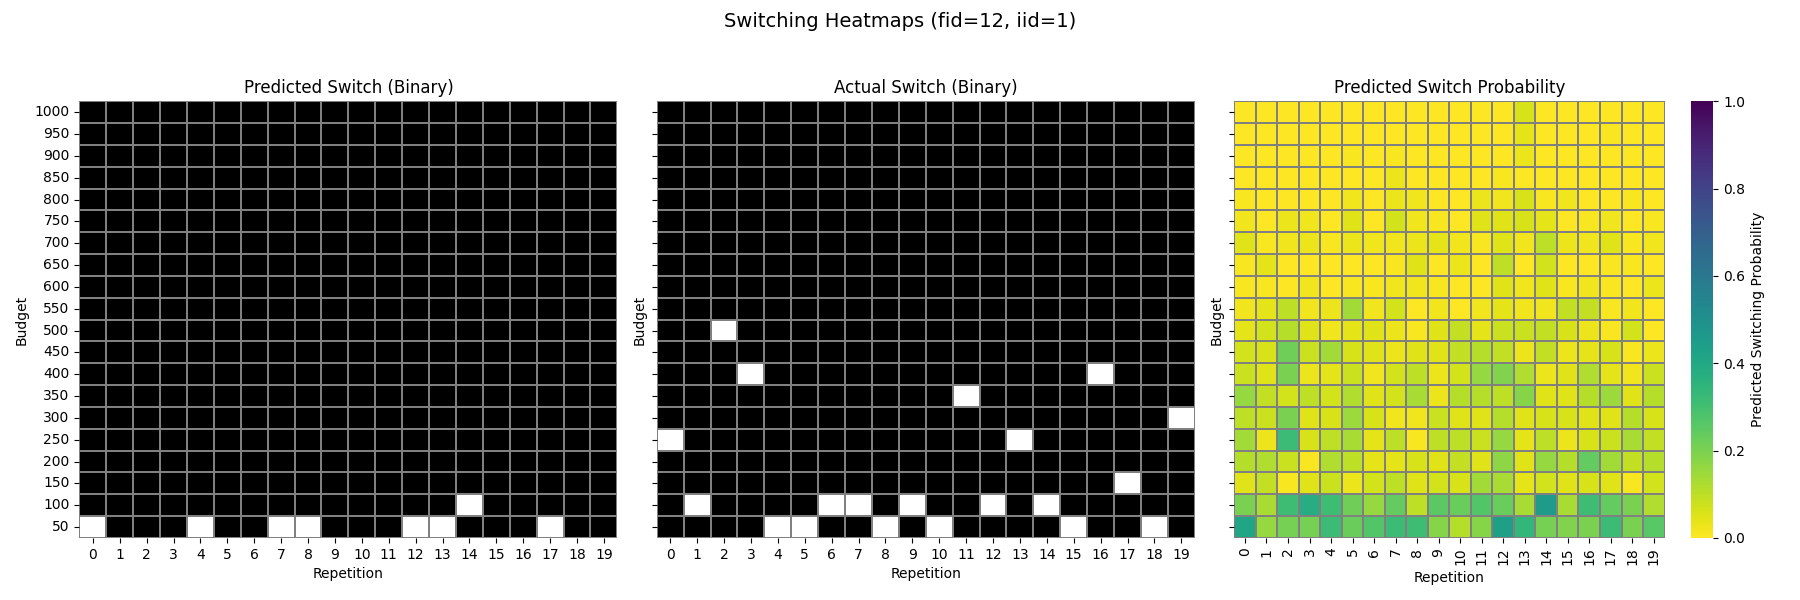 Switching Heatmaps (fid=12, iid=1)
Predicted Switch (Binary)
Budget
1000
950
900
850
800
750
700
650
600
550
500
450
400
350
300
250
200
150
100
50
0 1 2 3 4 5 6 7 8 9 10 11 12 13 14 15 16 17 18 19
Repetition
Actual Switch (Binary)
Budget
0 1 2 3 4 5 6 7 8 9 10 11 12 13 14 15 16 17 18 19
Repetition
Predicted Switch Probability
Budget
0 1 2 3 4 5 6 7 8 9 10 11 12 13 14 15 16 17 18 19
Repetition
1.0
0.8
0.6
0.4
0.2
0.0
Predicted Switching Probability